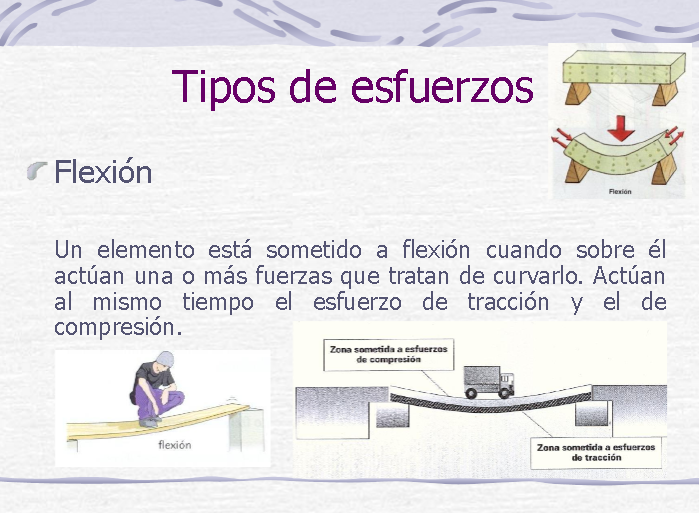 Tipos de esfuerzos
Flexión
Flexión
Un elemento está sometido a flexión cuando sobre él
actúan una o más fuerzas que tratan de curvarlo. Actúan
al mismo tiempo el esfuerzo de tracción y el de
compresión.
Zona sometida a esfuerzos
de compresión
flexión
Zona sometida a esfuerzos
de tracción